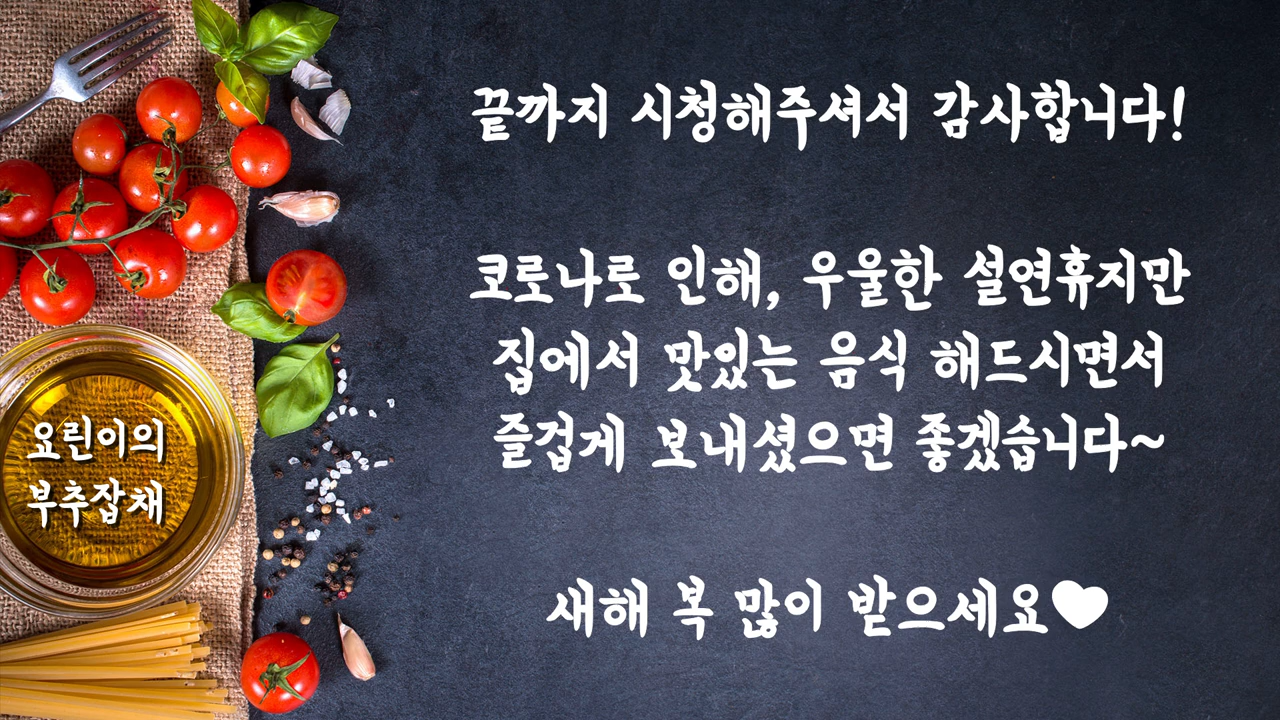 끝까지 시청해주셔서 감사합니다!
코로나로 인해, 우울한 설연휴지만
집에서 맛있는 음식 해드시면서
즐겁게 보내셨으면 좋겠습니다~
새해 복 많이 받으세요♥
요린이의
부추잡채